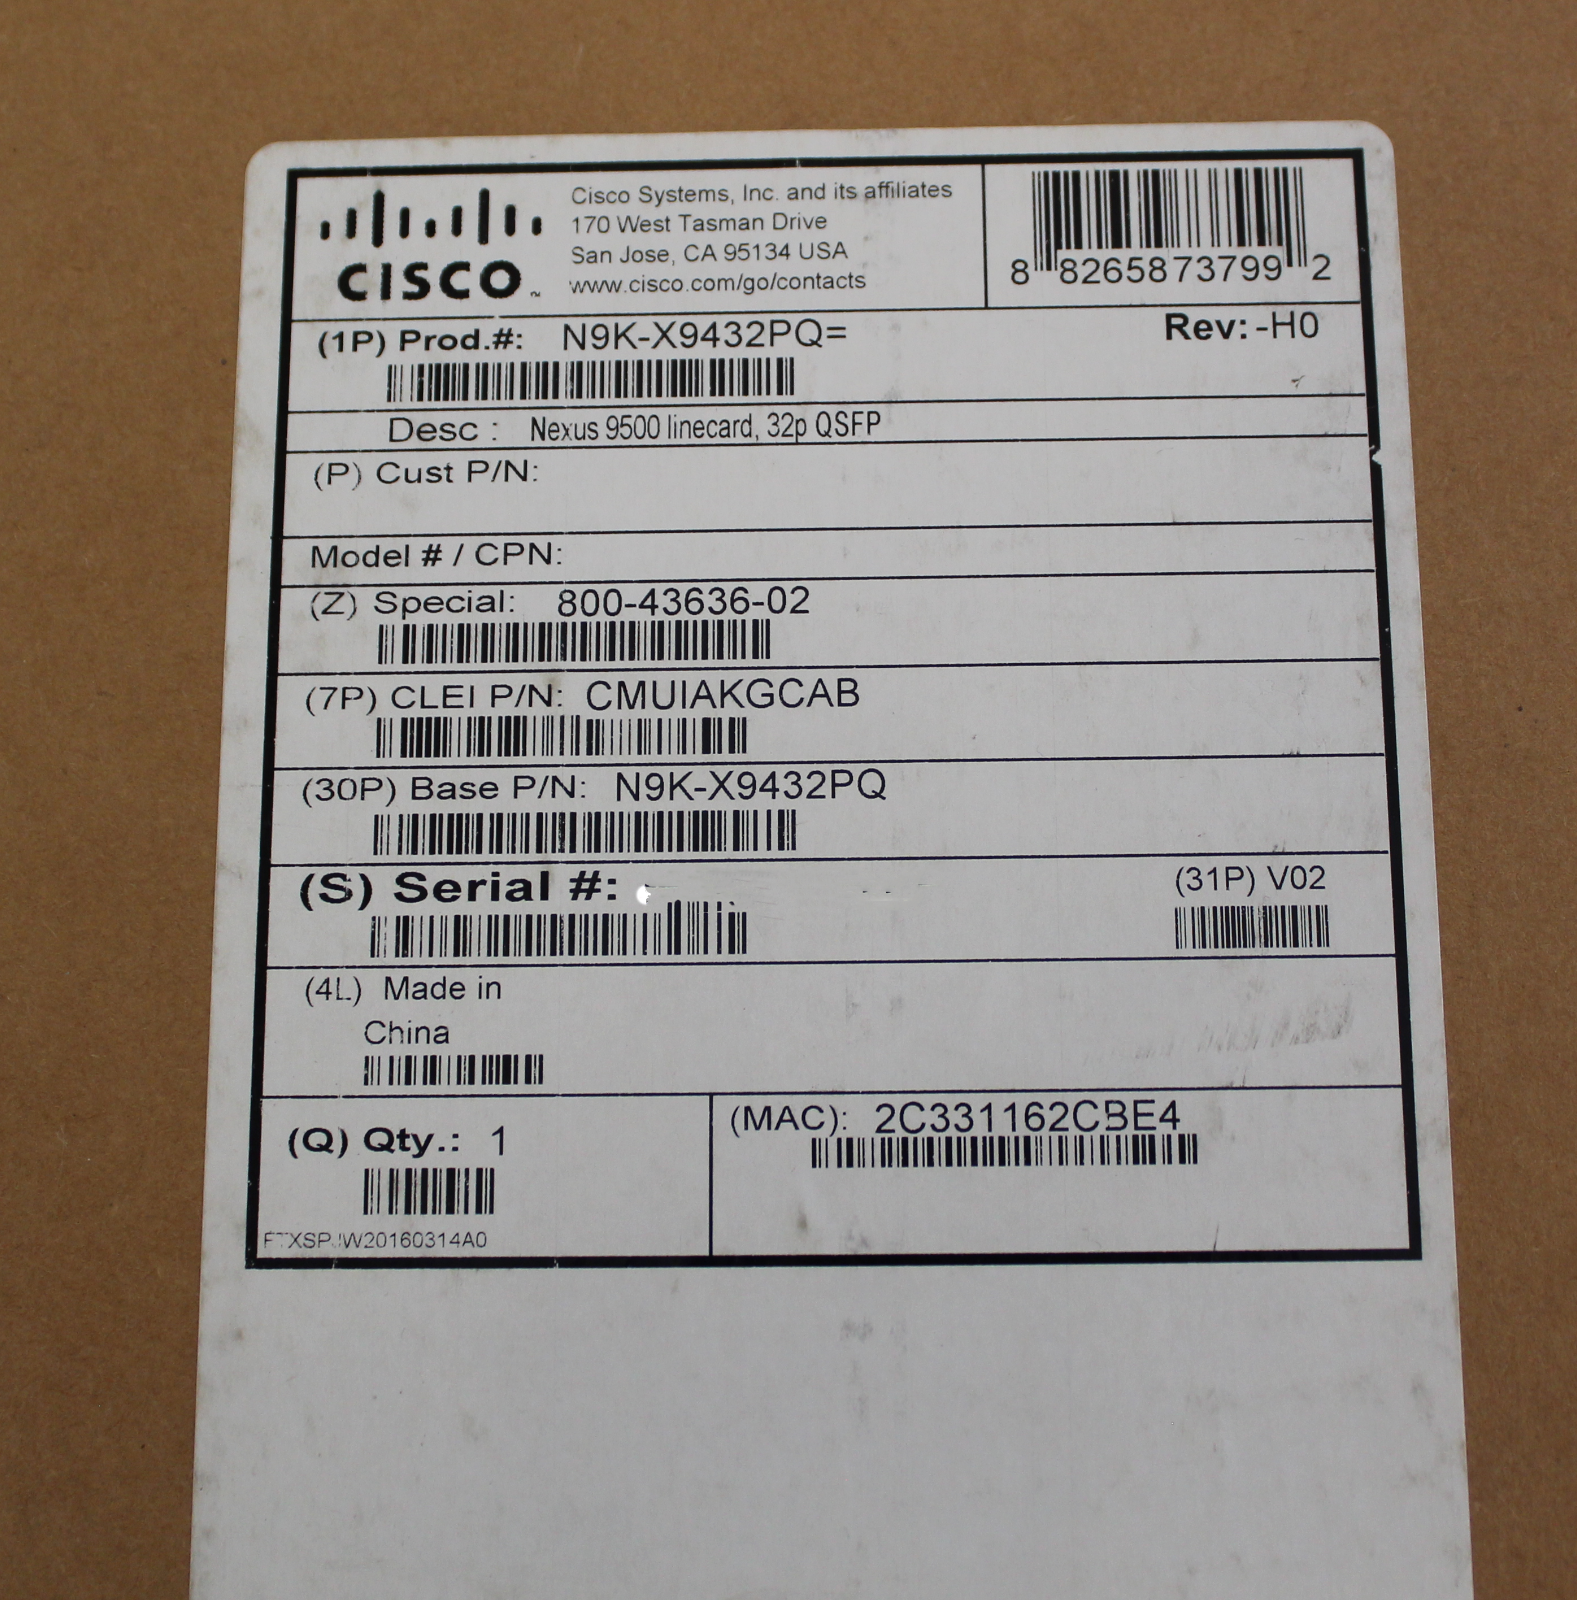 CISCO
Cisco Systems, Inc. and its affiliates
170 West Tasman Drive
San Jose, CA 95134 USA
www.cisco.com/go/contacts
8 8265873799 2
(1P) Prod.#: N9K-X9432PQ= Rev: -H0
Desc : Nexus 9500 linecard, 32p QSFP
(P) Cust P/N:
Model # / CPN:
(Z) Special: 800-43636-02
(7P) CLEI P/N: CMUIAKGCAB
(30P) Base P/N: N9K-X9432PQ
(S) Serial #: (31P) V02
(4L) Made in
China
(Q) Qty.: 1
(MAC): 2C331162CBE4